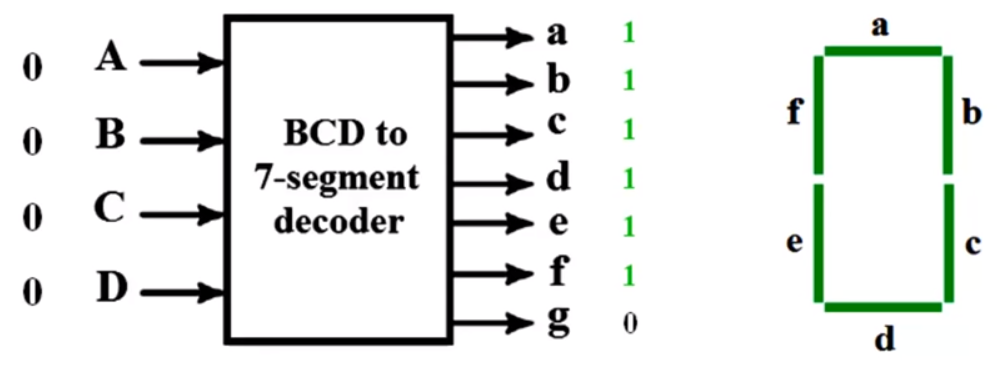 0 A
0 B
0 C
0 D
BCD to
7-segment
decoder
a 1
b 1
c 1
d 1
e 1
f 1
g 0
a
f b
e c
d